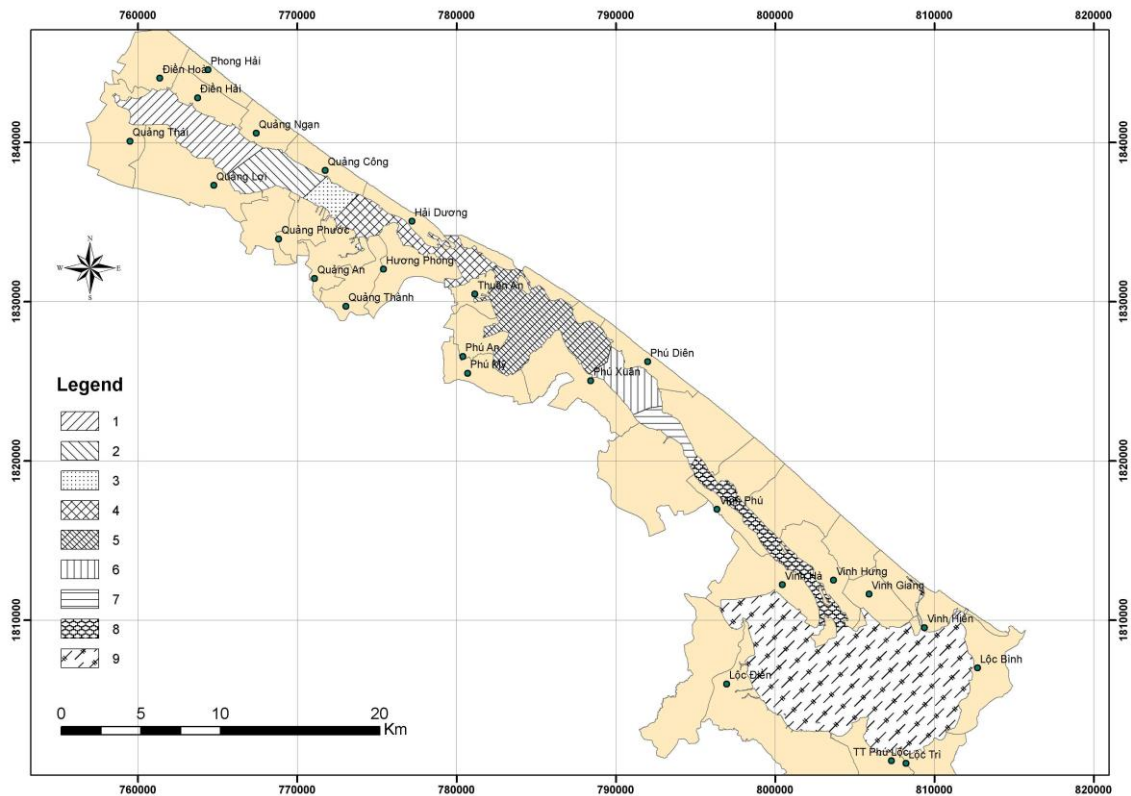 760000 770000 780000 790000 800000 810000 820000
Phong Hải
Điền Hoà
Điền Hải
Quảng Ngạn
Quảng Thái
1840000 1840000
Quảng Công
Quảng Lợi
Hải Dương
Quảng Phước
N
W E
S
Hương Phong
Quảng An
Thuận An
1830000 1830000
Quảng Thành
Phú An
Phú Diên
Phú Mỹ
Phú Xuân
Legend
1
2
3
4
5
6
7
8
9
1820000 1820000
Vinh Phú
Vinh Hà
Vinh Hưng
Vinh Giang
1810000 1810000
Vinh Hiền
Lộc Bình
Lộc Điền
0 5 10 20
Km
TT Phú Lộc
Lộc Trì
760000 770000 780000 790000 800000 810000 820000